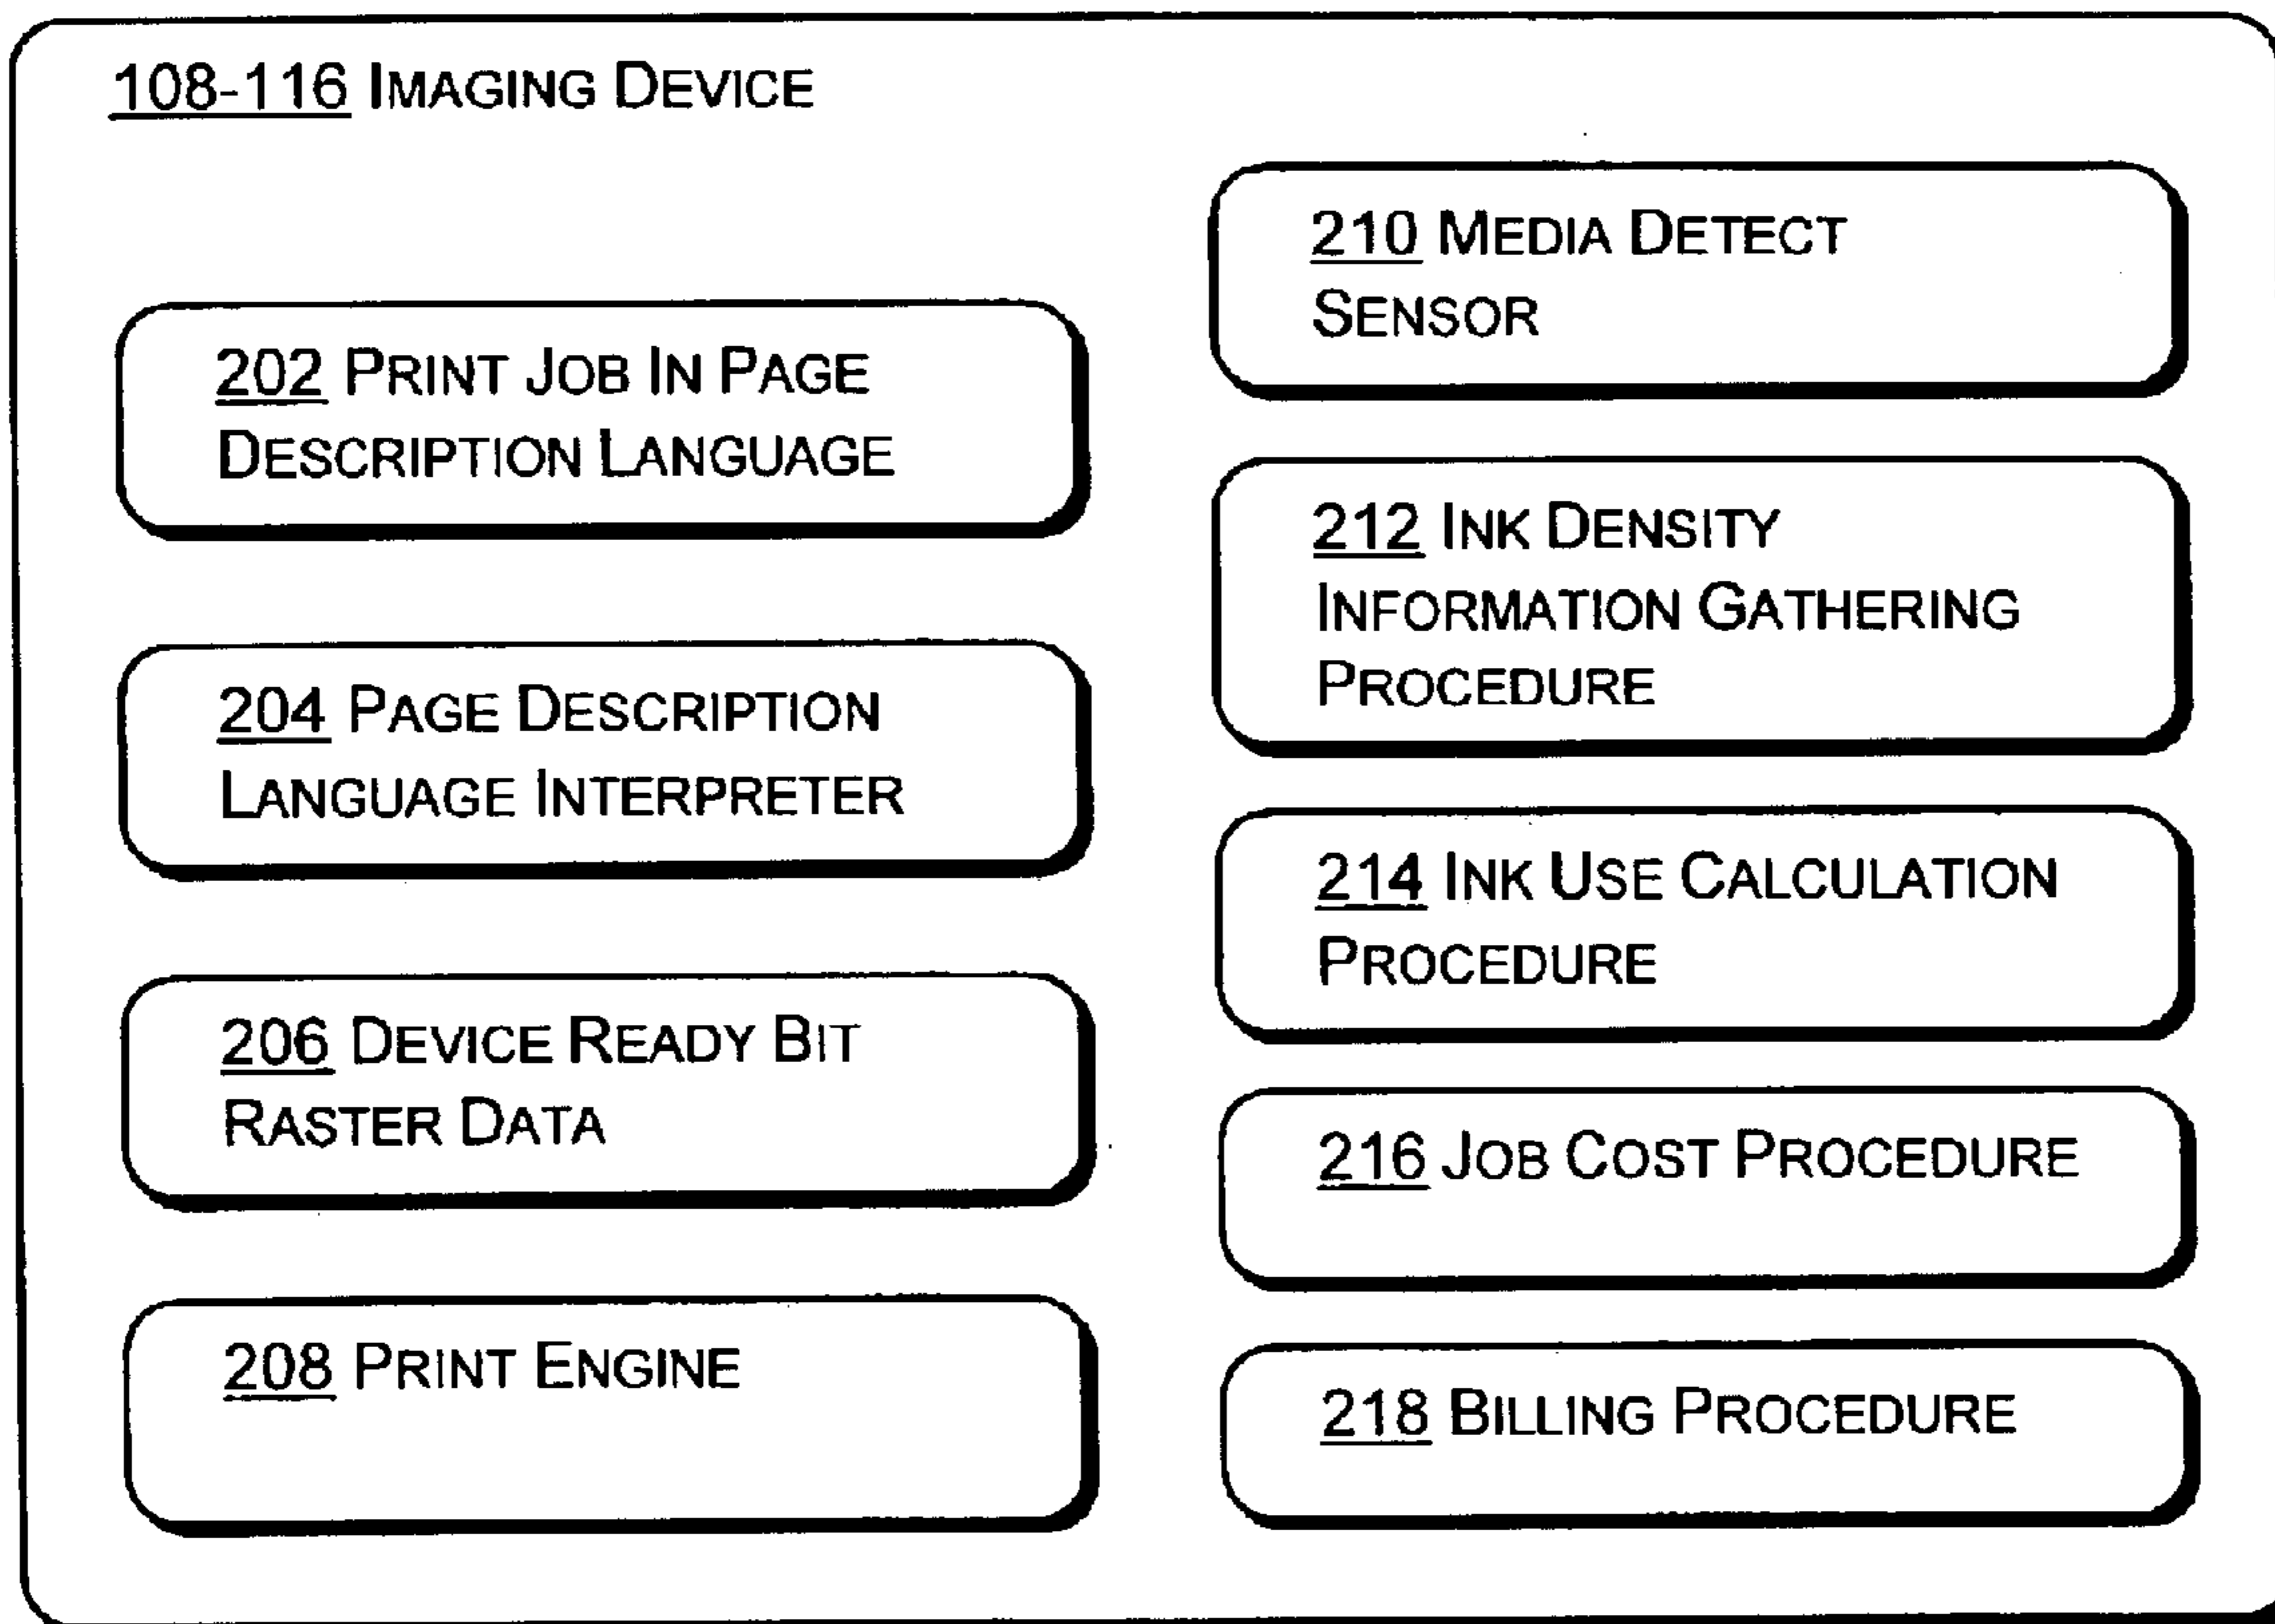 108-116 IMAGING DEVICE
202 PRINT JOB IN PAGE
DESCRIPTION LANGUAGE
204 PAGE DESCRIPTION
LANGUAGE INTERPRETER
206 DEVICE READY BIT
RASTER DATA
208 PRINT ENGINE
210 MEDIA DETECT
SENSOR
212 INK DENSITY
INFORMATION GATHERING
PROCEDURE
214 INK USE CALCULATION
PROCEDURE
216 JOB COST PROCEDURE
218 BILLING PROCEDURE